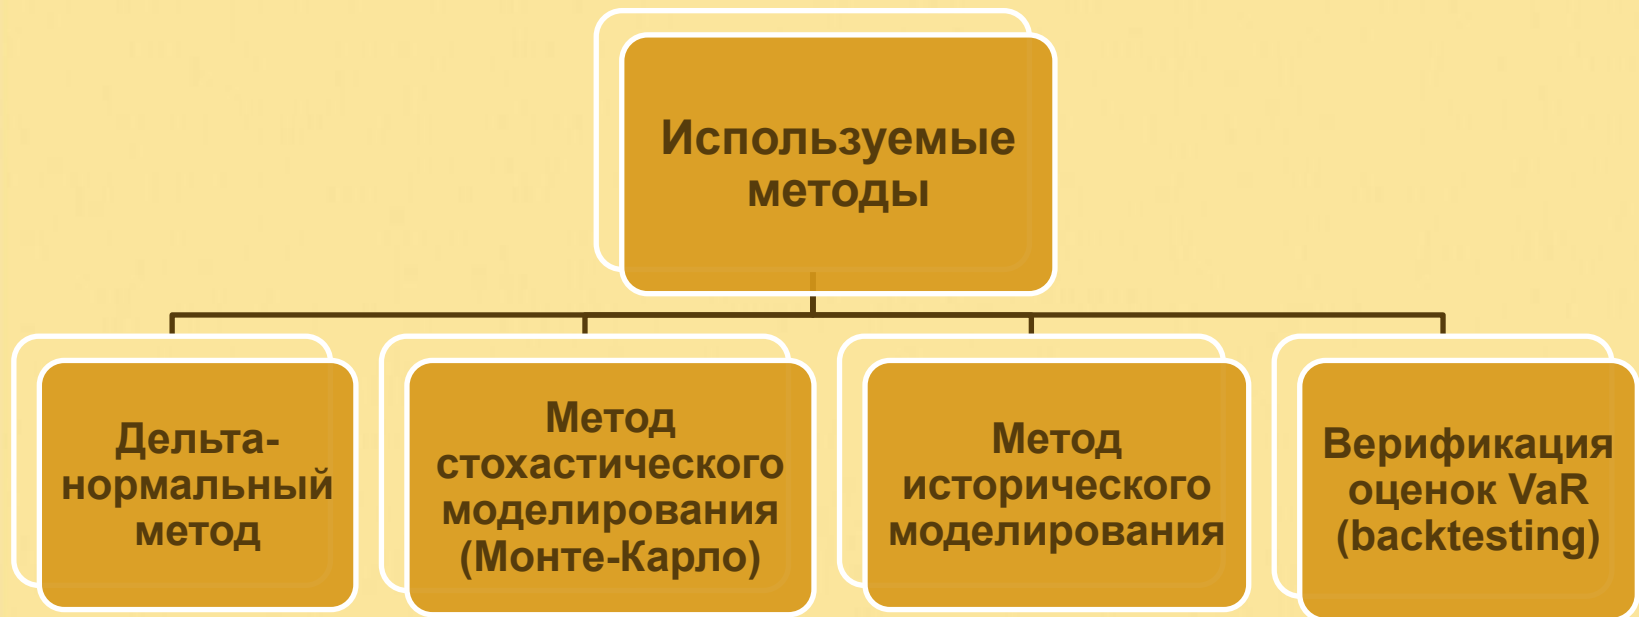 Используемые
методы
Дельта-
нормальный
метод
Метод
стохастического
моделирования
(Монте-Карло)
Метод
исторического
моделирования
Верификация
оценок VaR
(backtesting)